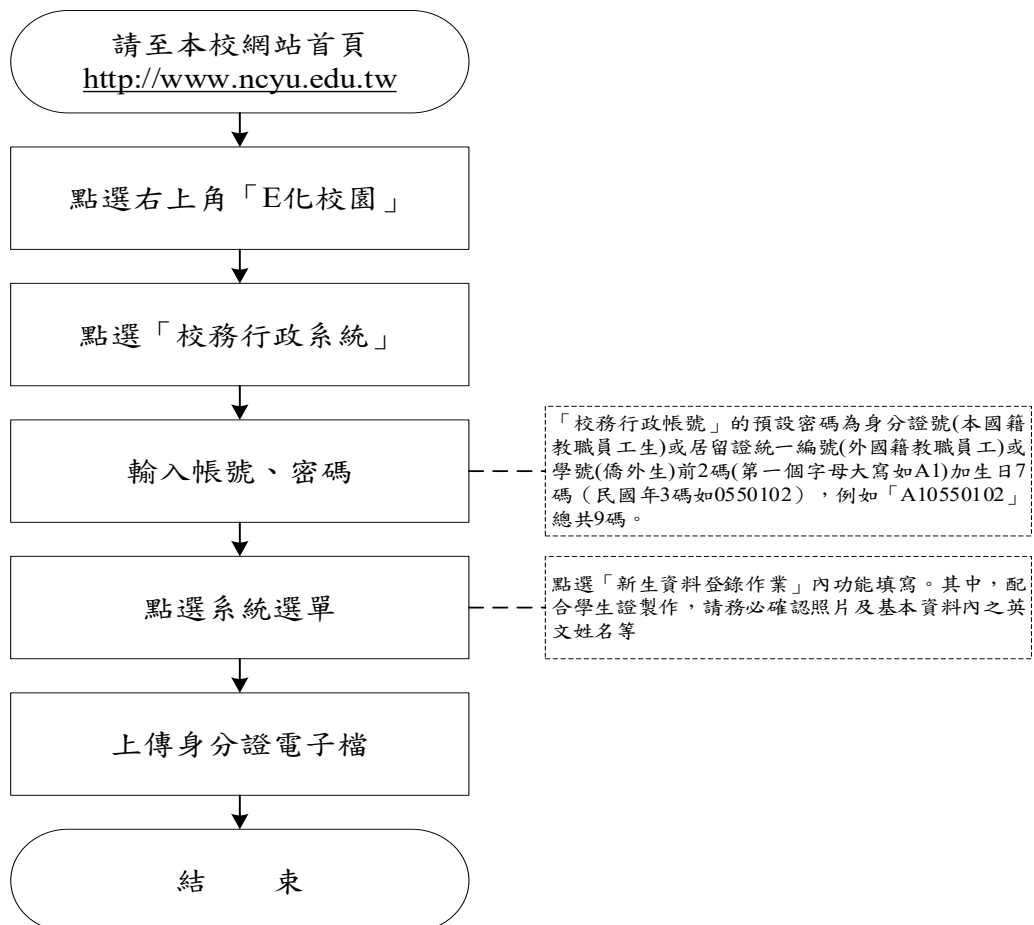 請至本校網站首頁
http://www.ncyu.edu.tw
點選右上角「E化校園」
點選「校務行政系統」
輸入帳號、密碼
「校務行政帳號」的預設密碼為身分證號(本國籍
教職員工生)或居留證統一編號(外國籍教職員工)或
學號(僑外生)前2碼(第一個字母大寫如A1)加生日7
碼（民國年3碼如0550102），例如「A10550102」
總共9碼。
點選系統選單
點選「新生資料登錄作業」內功能填寫。其中，配
合學生證製作，請務必確認照片及基本資料內之英
文姓名等
上傳身分證電子檔
結 束